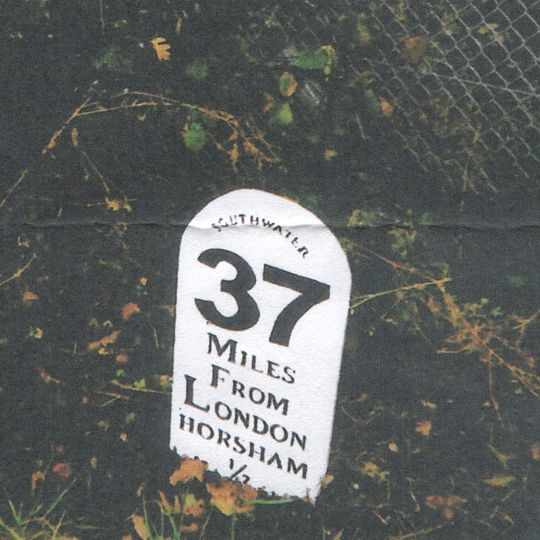 SOUTHWATER
37
MILES
FROM
LONDON
HORSHAM
½